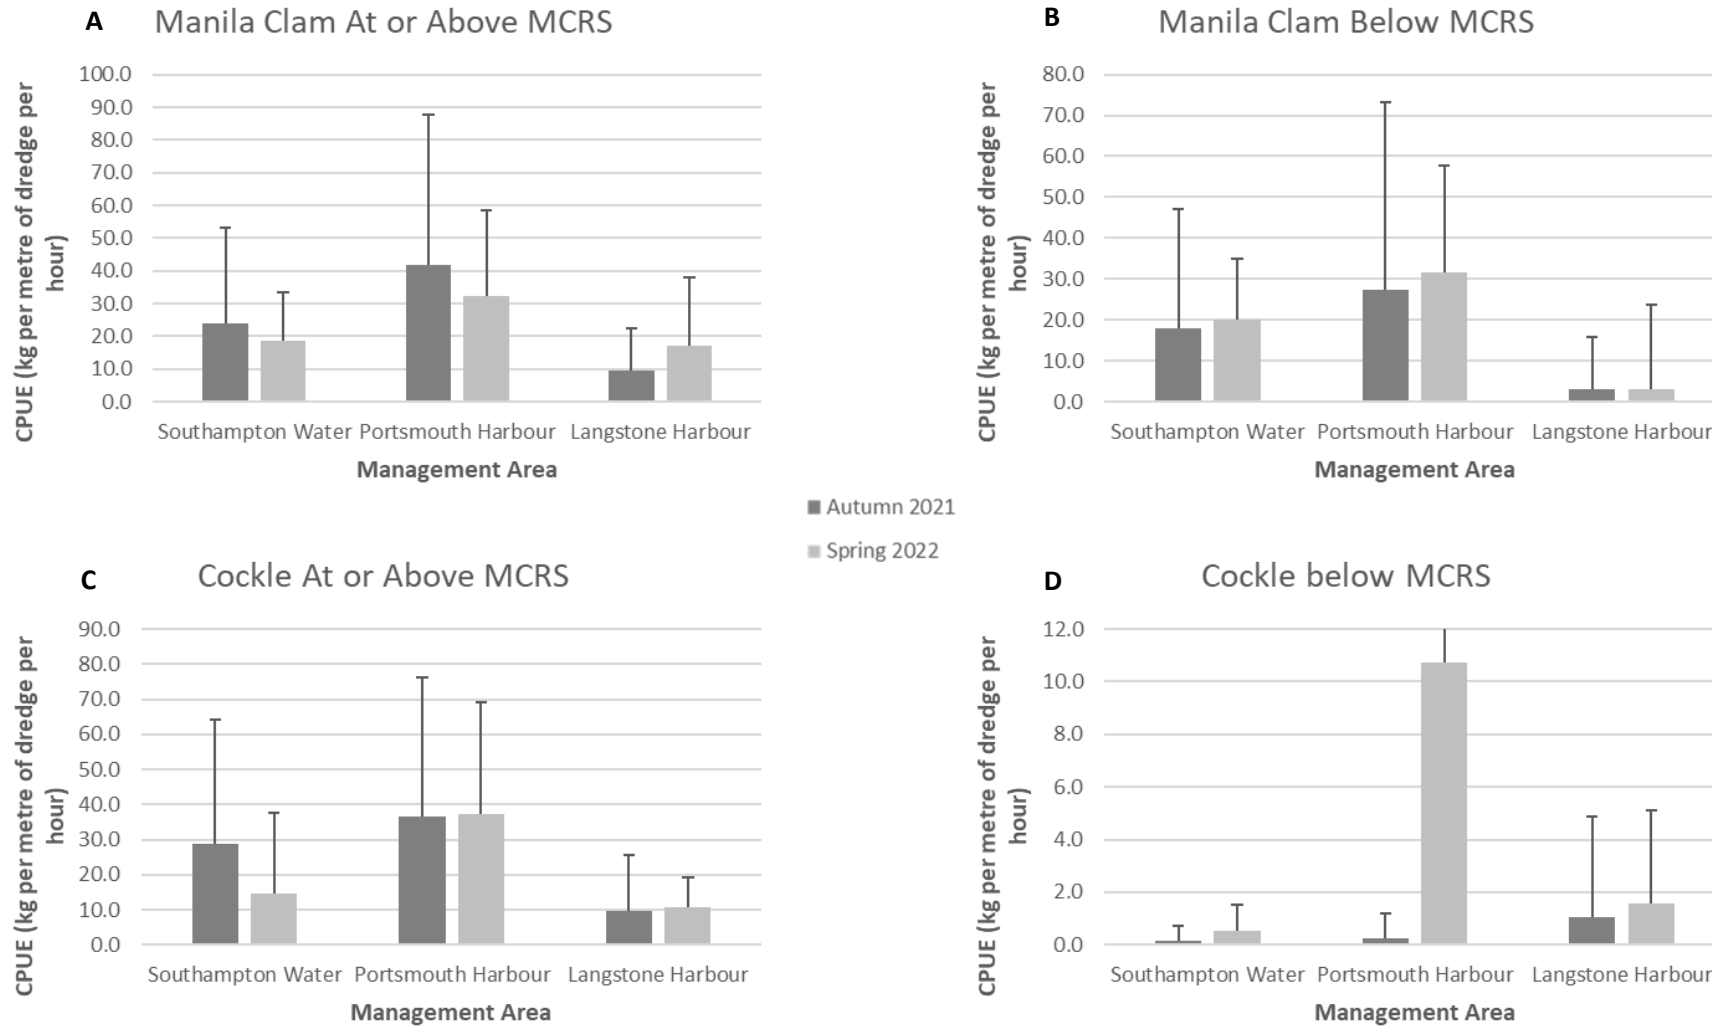 A
Manila Clam At or Above MCRS
CPUE (kg per metre of dredge per
hour)
100.0
90.0
80.0
70.0
60.0
50.0
40.0
30.0
20.0
10.0
0.0
Southampton Water Portsmouth Harbour Langstone Harbour
Management Area
B
Manila Clam Below MCRS
CPUE (kg per metre of dredge per
hour)
80.0
70.0
60.0
50.0
40.0
30.0
20.0
10.0
0.0
Southampton Water Portsmouth Harbour Langstone Harbour
Management Area
Autumn 2021
Spring 2022
C
Cockle At or Above MCRS
CPUE (kg per metre of dredge per
hour)
90.0
80.0
70.0
60.0
50.0
40.0
30.0
20.0
10.0
0.0
Southampton Water Portsmouth Harbour Langstone Harbour
Management Area
D
Cockle below MCRS
CPUE (kg per metre of dredge per
hour)
12.0
10.0
8.0
6.0
4.0
2.0
0.0
Southampton Water Portsmouth Harbour Langstone Harbour
Management Area